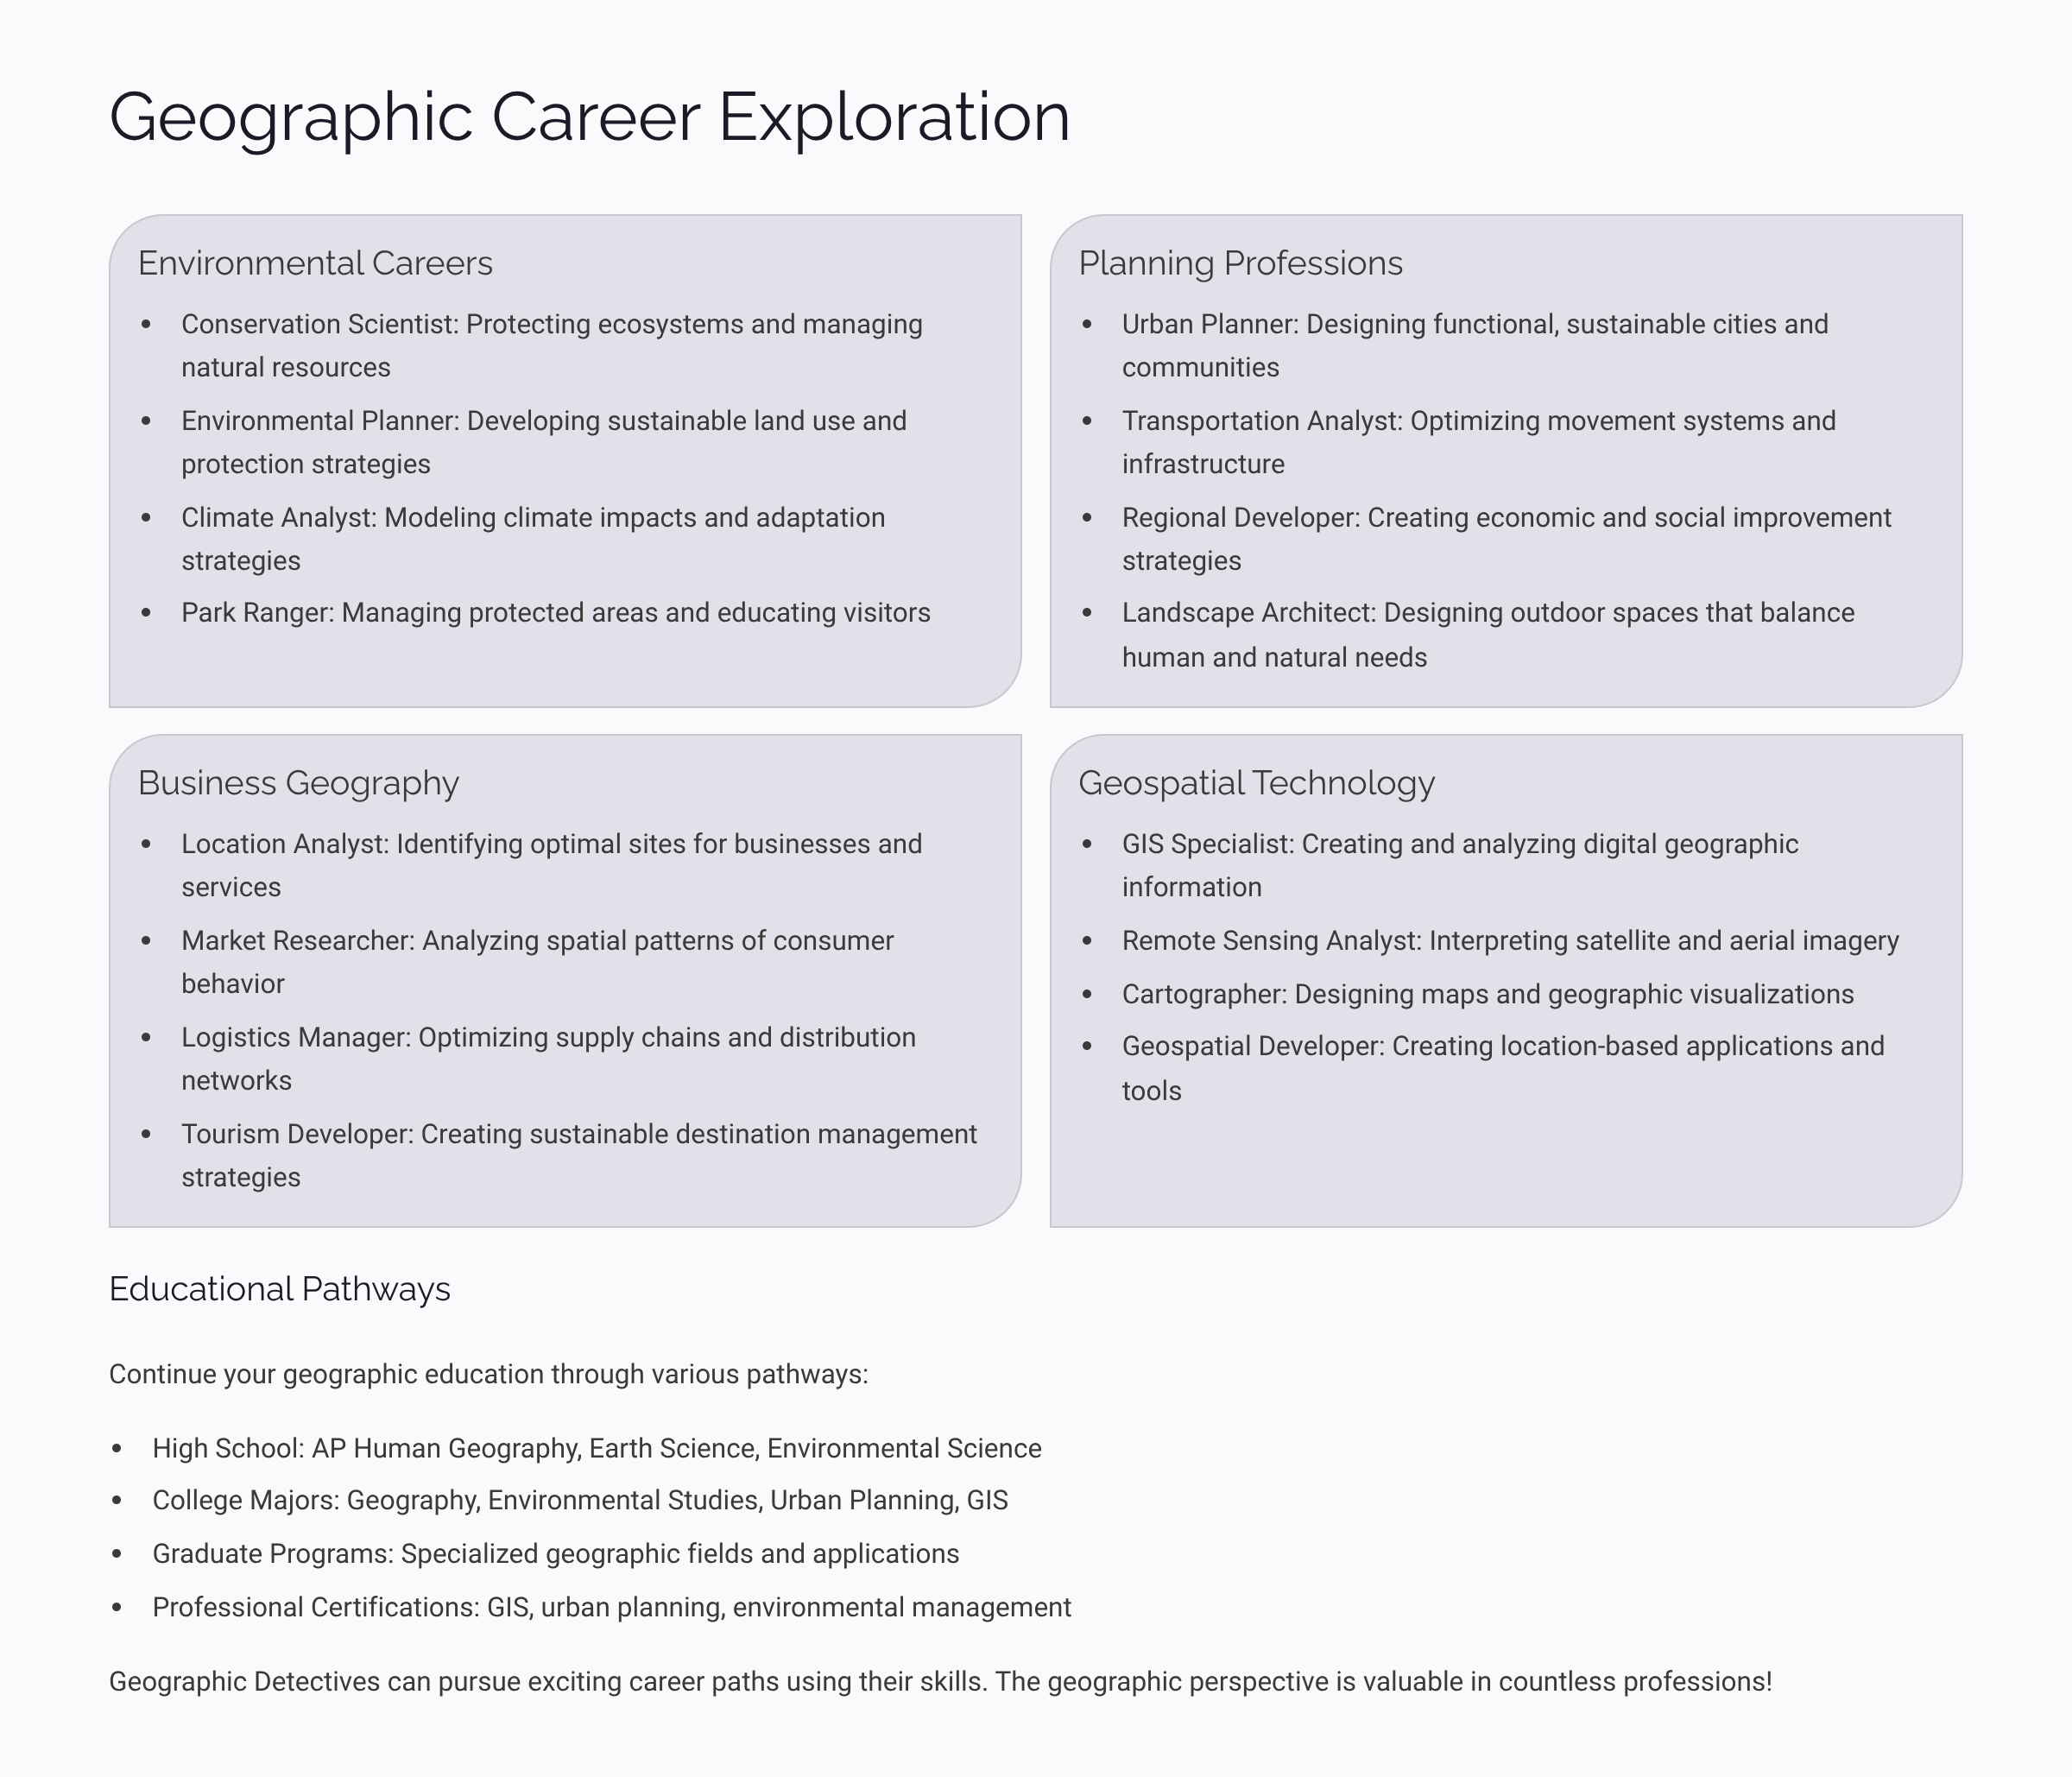 Geographic Career Exploration
Environmental Careers
• Conservation Scientist: Protecting ecosystems and managing
natural resources
• Environmental Planner: Developing sustainable land use and
protection strategies
• Climate Analyst: Modeling climate impacts and adaptation
strategies
• Park Ranger: Managing protected areas and educating visitors
Planning Professions
• Urban Planner: Designing functional, sustainable cities and
communities
• Transportation Analyst: Optimizing movement systems and
infrastructure
• Regional Developer: Creating economic and social improvement
strategies
• Landscape Architect: Designing outdoor spaces that balance
human and natural needs
Business Geography
• Location Analyst: Identifying optimal sites for businesses and
services
• Market Researcher: Analyzing spatial patterns of consumer
behavior
• Logistics Manager: Optimizing supply chains and distribution
networks
• Tourism Developer: Creating sustainable destination management
strategies
Geospatial Technology
• GIS Specialist: Creating and analyzing digital geographic
information
• Remote Sensing Analyst: Interpreting satellite and aerial imagery
• Cartographer: Designing maps and geographic visualizations
• Geospatial Developer: Creating location-based applications and
tools
Educational Pathways
Continue your geographic education through various pathways:
• High School: AP Human Geography, Earth Science, Environmental Science
• College Majors: Geography, Environmental Studies, Urban Planning, GIS
• Graduate Programs: Specialized geographic fields and applications
• Professional Certifications: GIS, urban planning, environmental management
Geographic Detectives can pursue exciting career paths using their skills. The geographic perspective is valuable in countless professions!